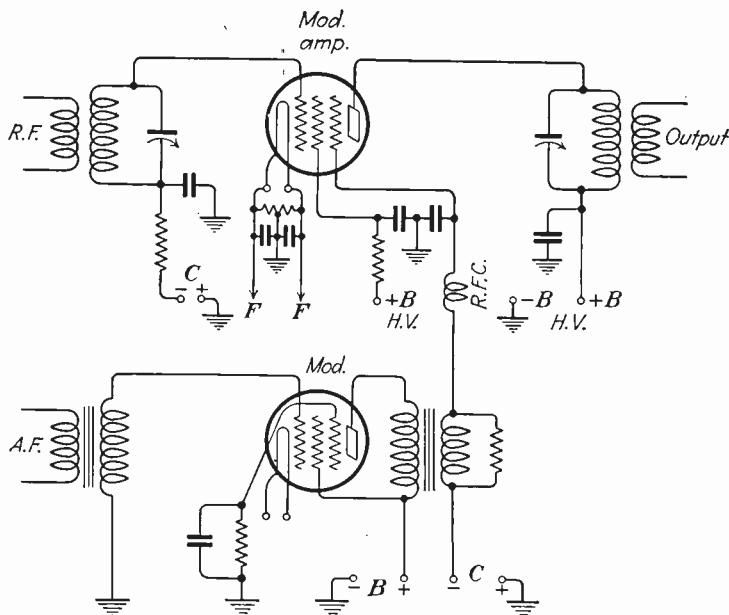 Mod.
amp.
R.F.
Output
C
- +
F
F
+B
H.V.
R.F.C.
-B
+B
H.V.
Mod.
A.F.
- B +
- C +